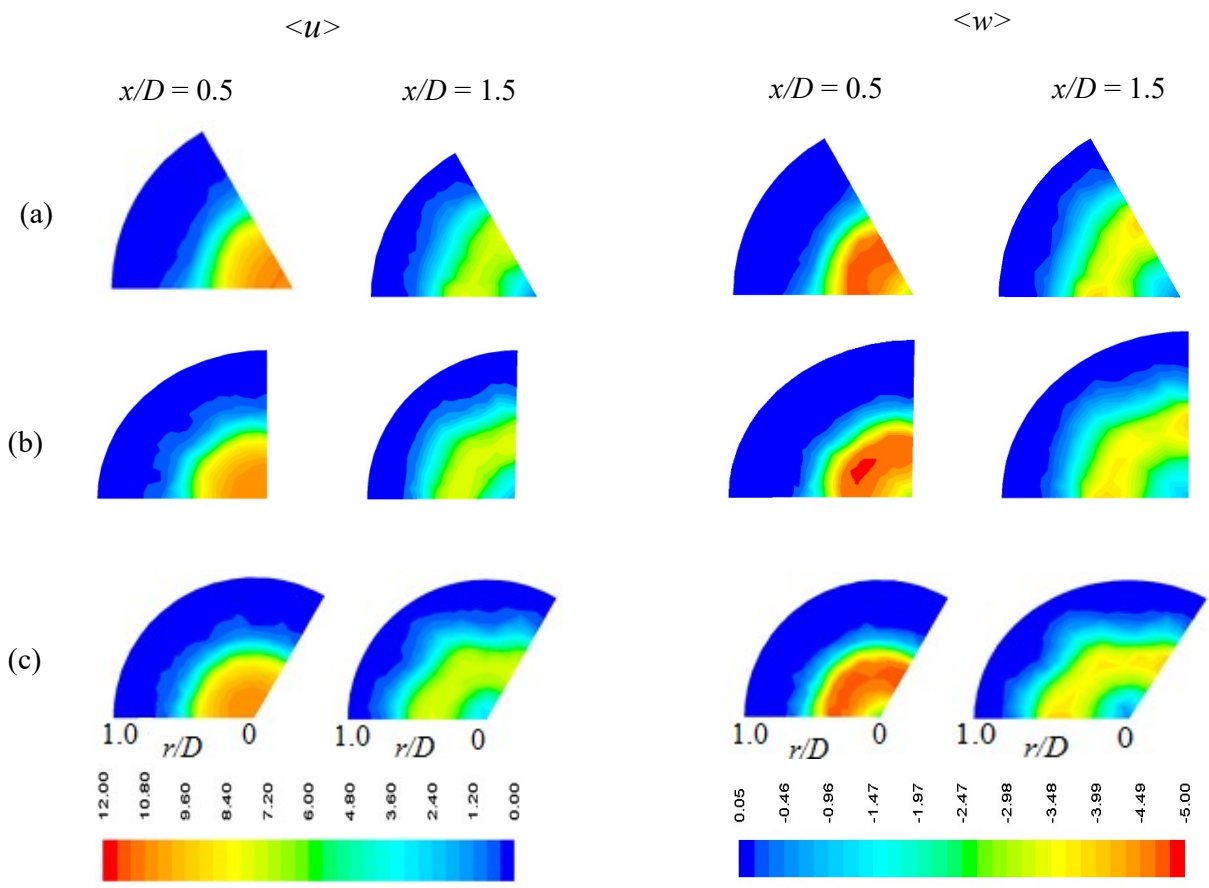 <u> <w>
x/D = 0.5 x/D = 1.5 x/D = 0.5 x/D = 1.5
(a)
(b)
(c)
1.0 r/D 0 1.0 r/D 0 1.0 r/D 0 1.0 r/D 0
12.00 10.80 9.60 8.40 7.20 6.00 4.80 3.60 2.40 1.20 0.00
0.05 -0.46 -0.96 -1.47 -1.97 -2.47 -2.98 -3.48 -3.99 -4.49 -5.00